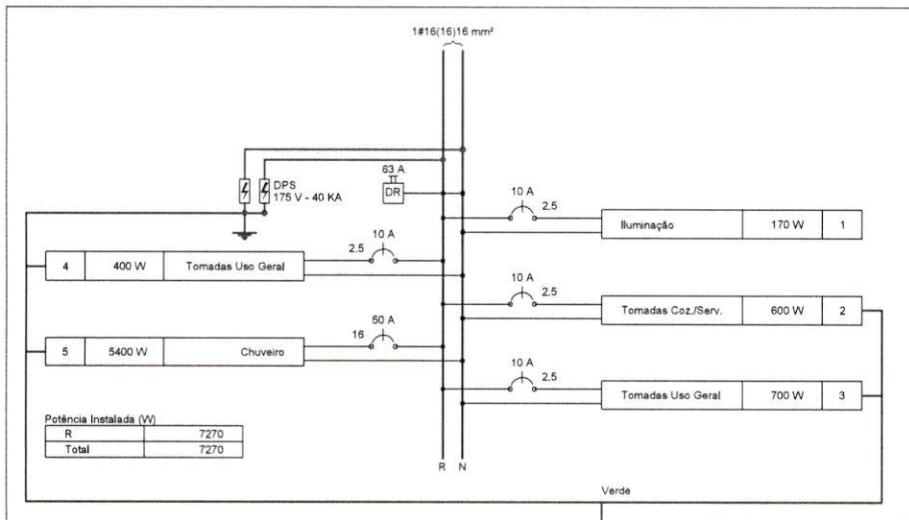 1#16(16)16 mm²
63 A
DR
DPS
175 V - 40 KA
10 A
2,5
Iluminação 170 W 1
10 A
2,5
4 400 W Tomadas Uso Geral
10 A
2,5
Tomadas Coz./Serv. 600 W 2
50 A
16
5 5400 W Chuveiro
10 A
2,5
Tomadas Uso Geral 700 W 3
Potência Instalada (W)
R 7270
Total 7270
R N
Verde